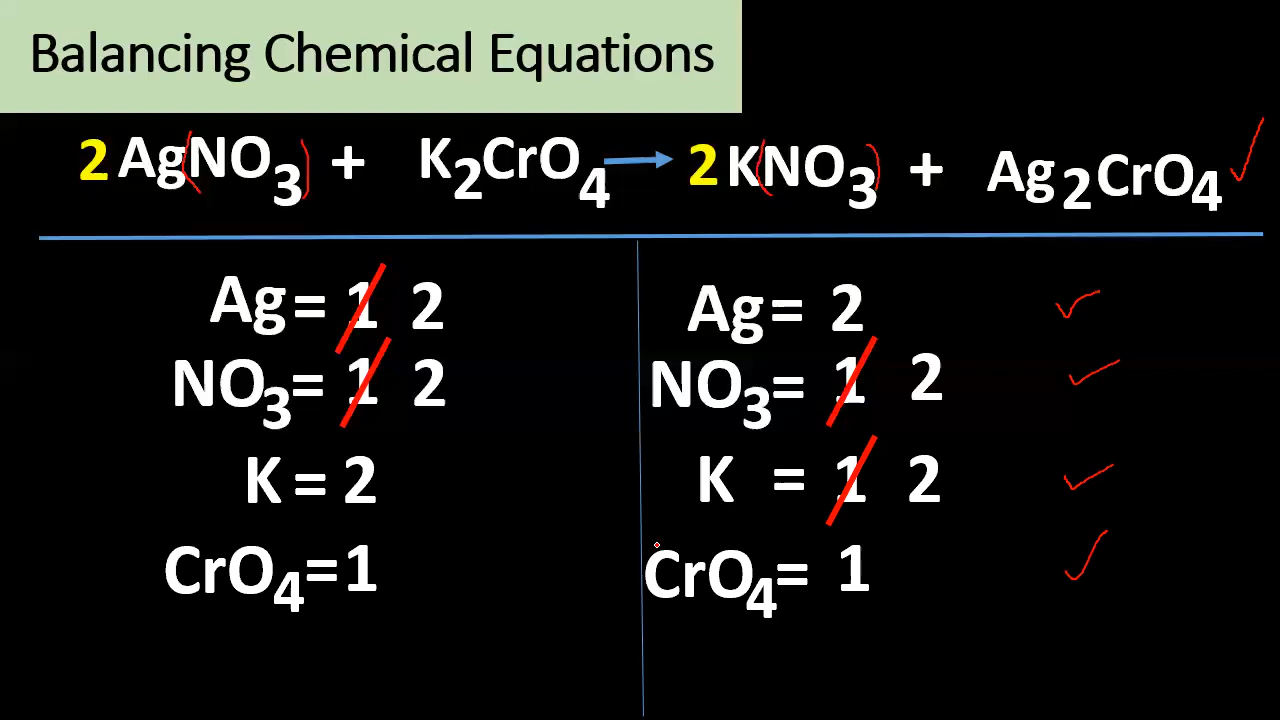 Balancing Chemical Equations
2 AgNO3 + K2CrO4 → 2 KNO3 + Ag2CrO4 ✓
Ag = 1 2 Ag = 2 ✓
NO3 = 1 2 NO3 = 1 2 ✓
K = 2 K = 1 2 ✓
CrO4 = 1 CrO4 = 1 ✓